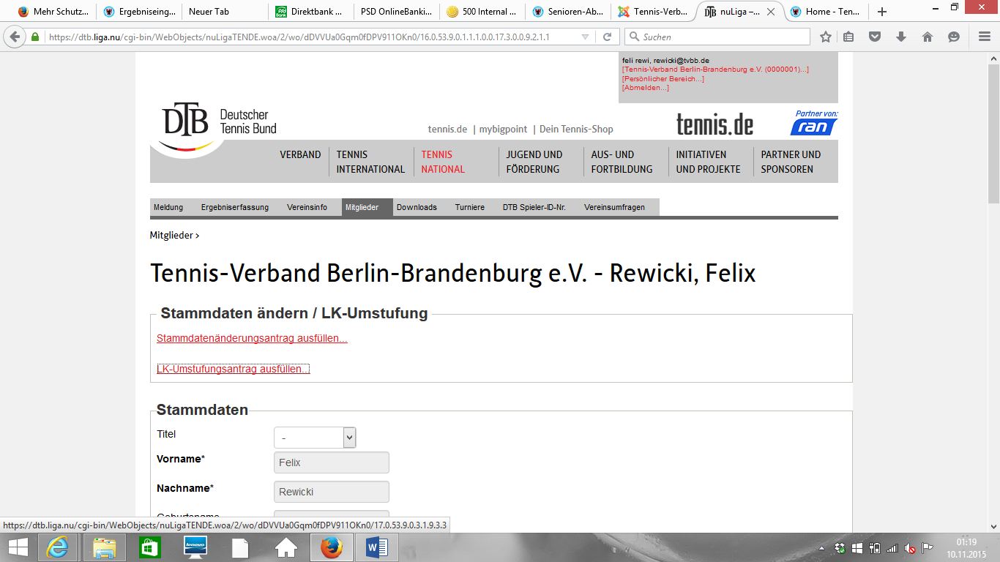 Mehr Schutz...
Ergebniseing...
Neuer Tab
Direktbank ...
PSD OnlineBanki...
500 Internal ...
Senioren-Ab...
Tennis-Verb...
nuLiga –...
Home - Ten...
https://dtb.liga.nu/cgi-bin/WebObjects/nuLigaTENDE.woa/2/wo/dDVVUa0Gqm0fDPV911OKn0/16.0.53.9.0.1.1.1.0.0.17.3.0.0.9.2.1.1
Suchen
feli rewi, rewicki@tvbb.de
[Tennis-Verband Berlin-Brandenburg e.V. (0000001)...]
[Persönlicher Bereich...]
[Abmelden...]
DTB Deutscher
Tennis Bund
tennis.de | mybigpoint | Dein Tennis-Shop
tennis.de
Partner von:
ran
VERBAND
TENNIS
INTERNATIONAL
TENNIS
NATIONAL
JUGEND UND
FÖRDERUNG
AUS- UND
FORTBILDUNG
INITIATIVEN
UND PROJEKTE
PARTNER UND
SPONSOREN
Meldung Ergebniserfassung Vereinsinfo Mitglieder Downloads Turniere DTB Spieler-ID-Nr. Vereinsumfragen
Mitglieder >
Tennis-Verband Berlin-Brandenburg e.V. - Rewicki, Felix
Stammdaten ändern / LK-Umstufung
Stammdatenänderungsantrag ausfüllen...
LK-Umstufungsantrag ausfüllen...
Stammdaten
Titel -
Vorname* Felix
Nachname* Rewicki
Geburtsname
https://dtb.liga.nu/cgi-bin/WebObjects/nuLigaTENDE.woa/2/wo/dDVVUa0Gqm0fDPV911OKn0/17.0.53.9.0.3.1.9.3.3
lenovo
01:19
10.11.2015